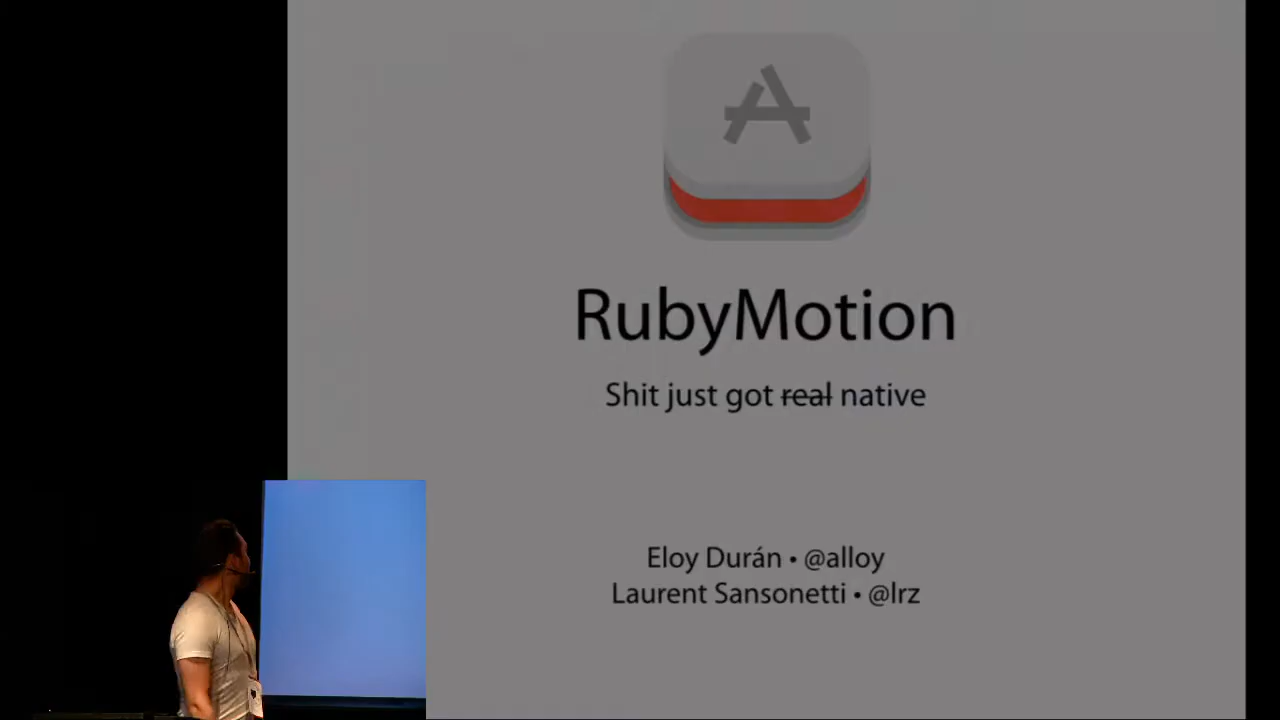 RubyMotion
Shit just got real native
Eloy Durán • @alloy
Laurent Sansonetti • @lrz